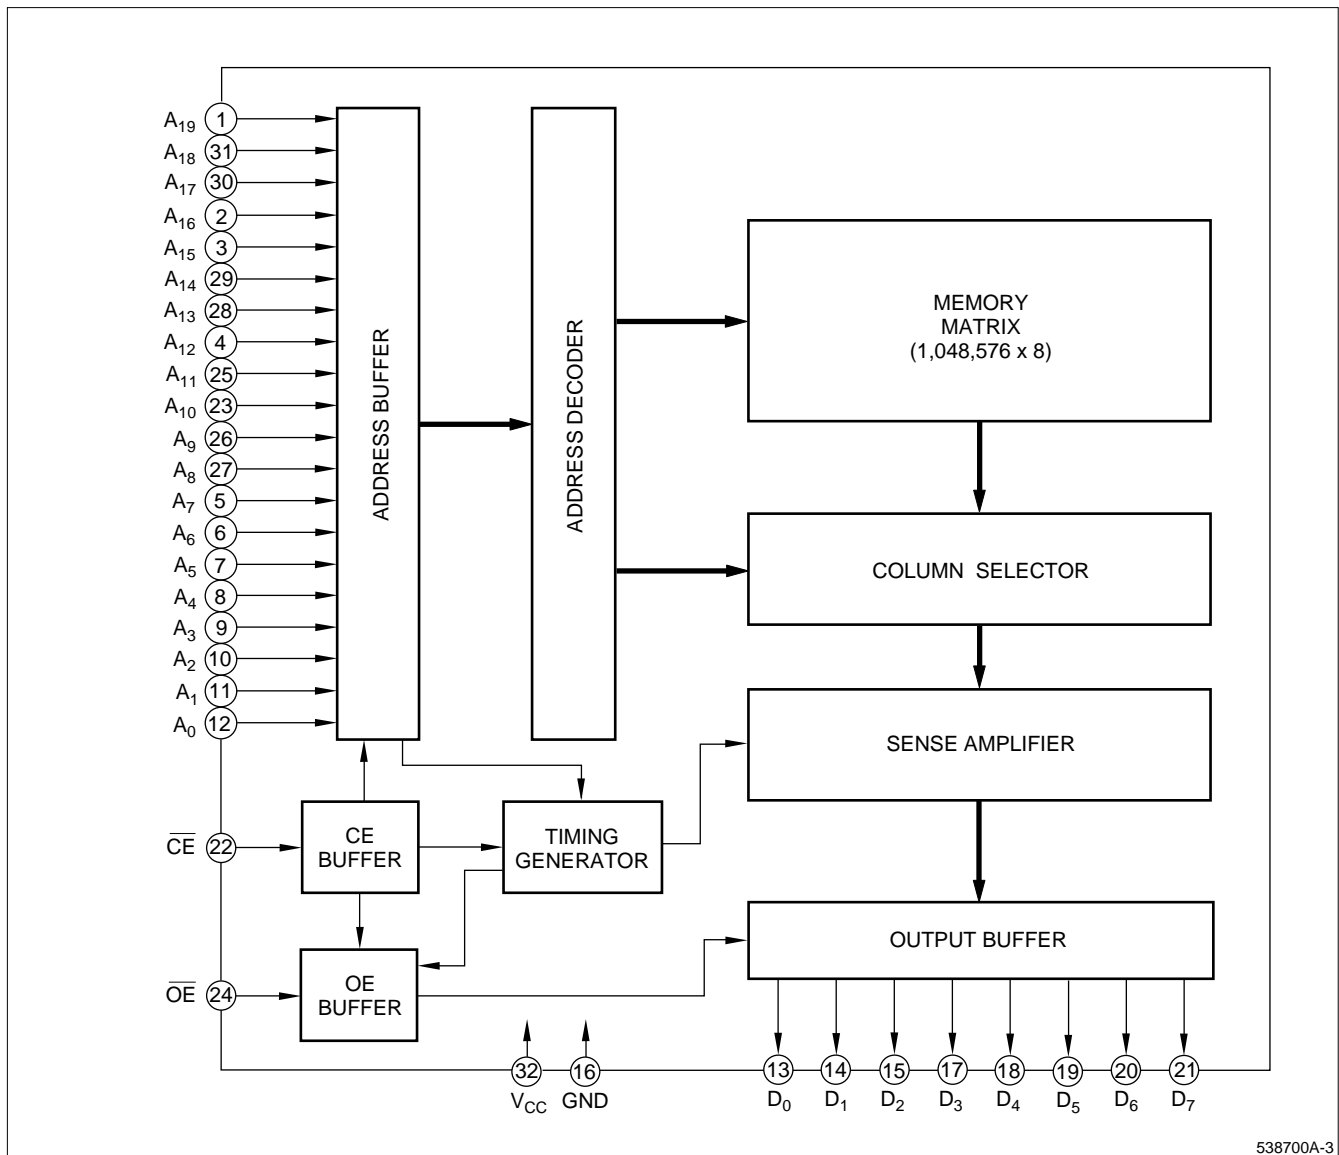 A19 1
A18 31
A17 30
A16 2
A15 3
A14 29
A13 28
A12 4
A11 25
A10 23
A9 26
A8 27
A7 5
A6 6
A5 7
A4 8
A3 9
A2 10
A1 11
A0 12
CE 22
OE 24
ADDRESS BUFFER
ADDRESS DECODER
MEMORY
MATRIX
(1,048,576 x 8)
COLUMN SELECTOR
SENSE AMPLIFIER
CE
BUFFER
TIMING
GENERATOR
OE
BUFFER
OUTPUT BUFFER
32 16 13 14 15 17 18 19 20 21
VCC GND D0 D1 D2 D3 D4 D5 D6 D7
538700A-3